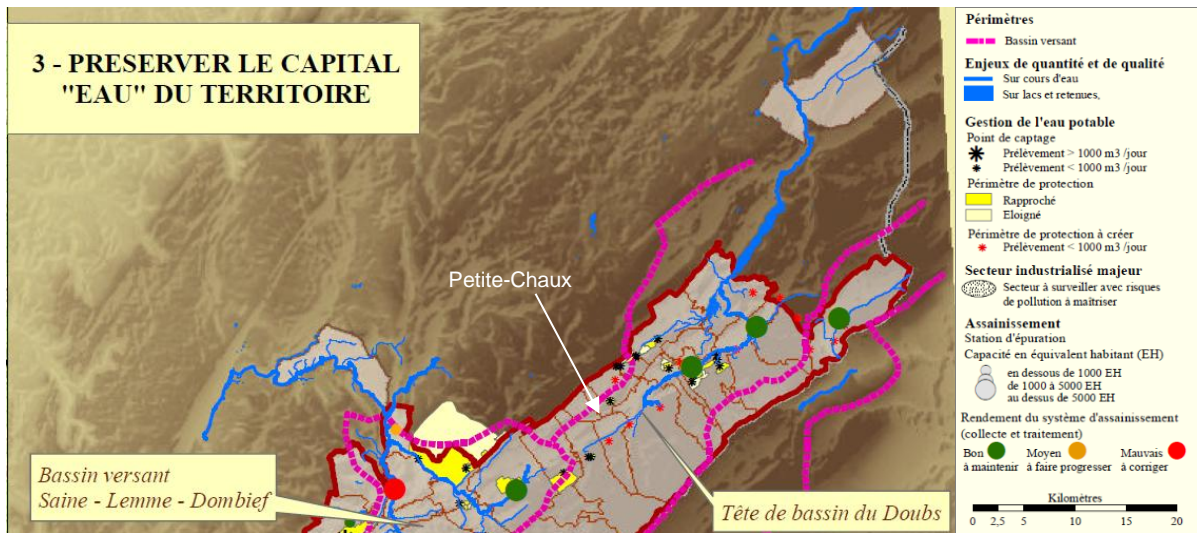 3 - PRESERVER LE CAPITAL
"EAU" DU TERRITOIRE
Petite-Chaux
Bassin versant
Saine - Lemme - Dombief
Tête de bassin du Doubs
Périmètres
Bassin versant
Enjeux de quantité et de qualité
Sur cours d'eau
Sur lacs et retenues,
Gestion de l'eau potable
Point de captage
Prélèvement > 1000 m3 /jour
Prélèvement < 1000 m3 /jour
Périmètre de protection
Rapproché
Eloigné
Périmètre de protection à créer
Prélèvement < 1000 m3 /jour
Secteur industrialisé majeur
Secteur à surveiller avec risques
de pollution à maîtriser
Assainissement
Station d'épuration
Capacité en équivalent habitant (EH)
en dessous de 1000 EH
de 1000 à 5000 EH
au dessus de 5000 EH
Rendement du système d'assainissement
(collecte et traitement)
Bon Moyen Mauvais
à maintenir à faire progresser à corriger
Kilomètres
0 2,5 5 10 15 20